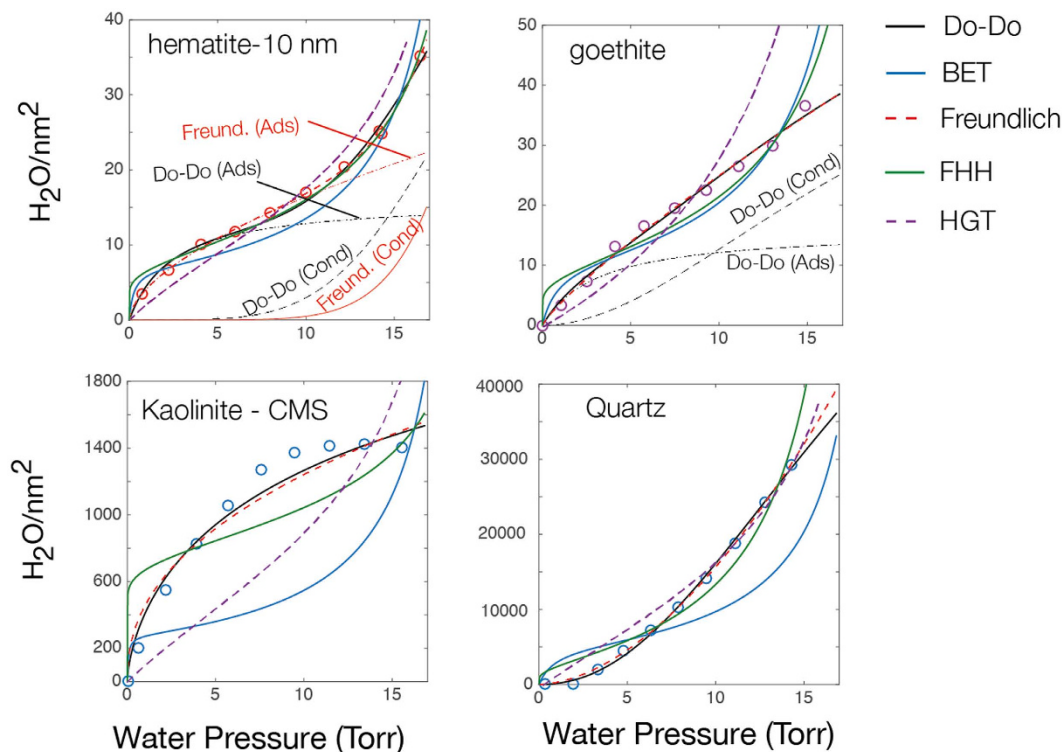 hematite-10 nm
H2O/nm²
40
30
20
10
0
0
5
10
15
Freund. (Ads)
Do-Do (Ads)
Do-Do (Cond)
Freund. (Cond)
goethite
50
40
30
20
10
0
0
5
10
15
Do-Do (Cond)
Do-Do (Ads)
Do-Do
BET
Freundlich
FHH
HGT
Kaolinite - CMS
H2O/nm²
1800
1400
1000
600
200
0
0
5
10
15
Water Pressure (Torr)
Quartz
40000
30000
20000
10000
5000
0
0
5
10
15
Water Pressure (Torr)